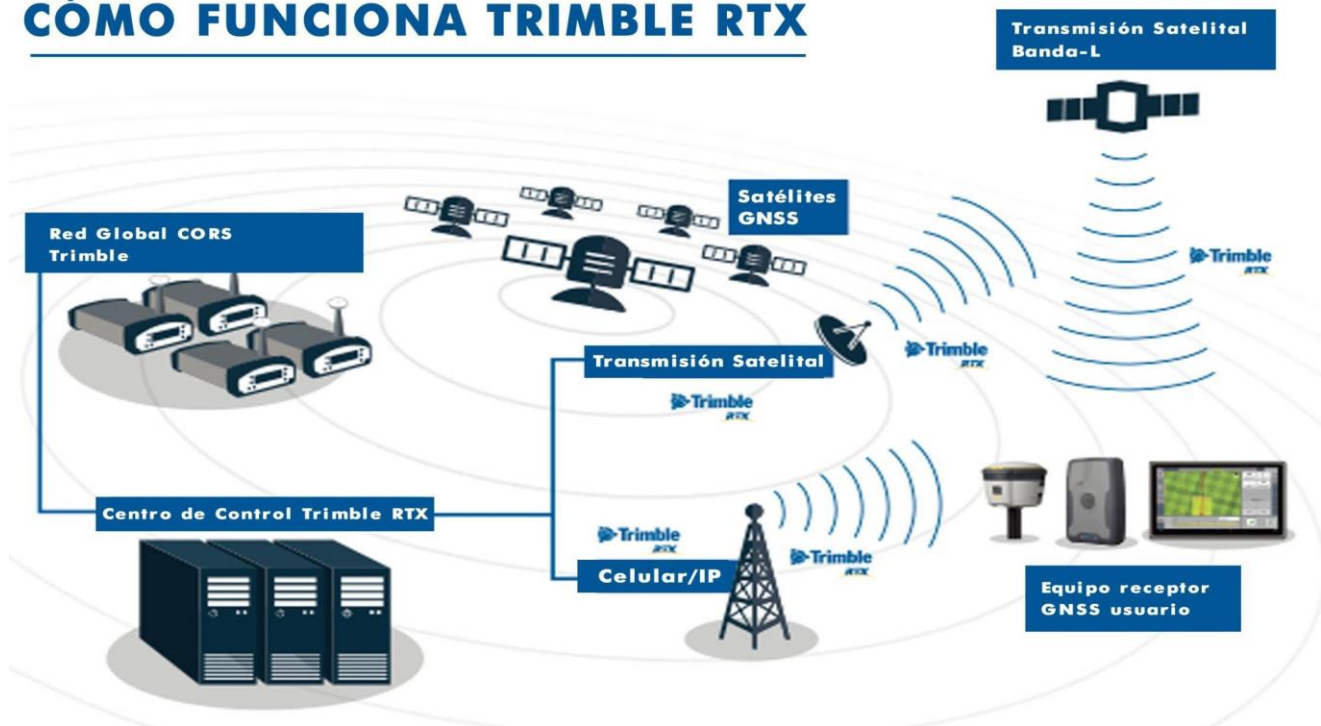 CÓMO FUNCIONA TRIMBLE RTX
Transmisión Satelital
Banda-L
Satélites
GNSS
Red Global CORS
Trimble
Trimble
RTX
Transmisión Satelital
Trimble
RTX
Trimble
RTX
Centro de Control Trimble RTX
Trimble
RTX
Trimble
RTX
Celular/IP
Equipo receptor
GNSS usuario